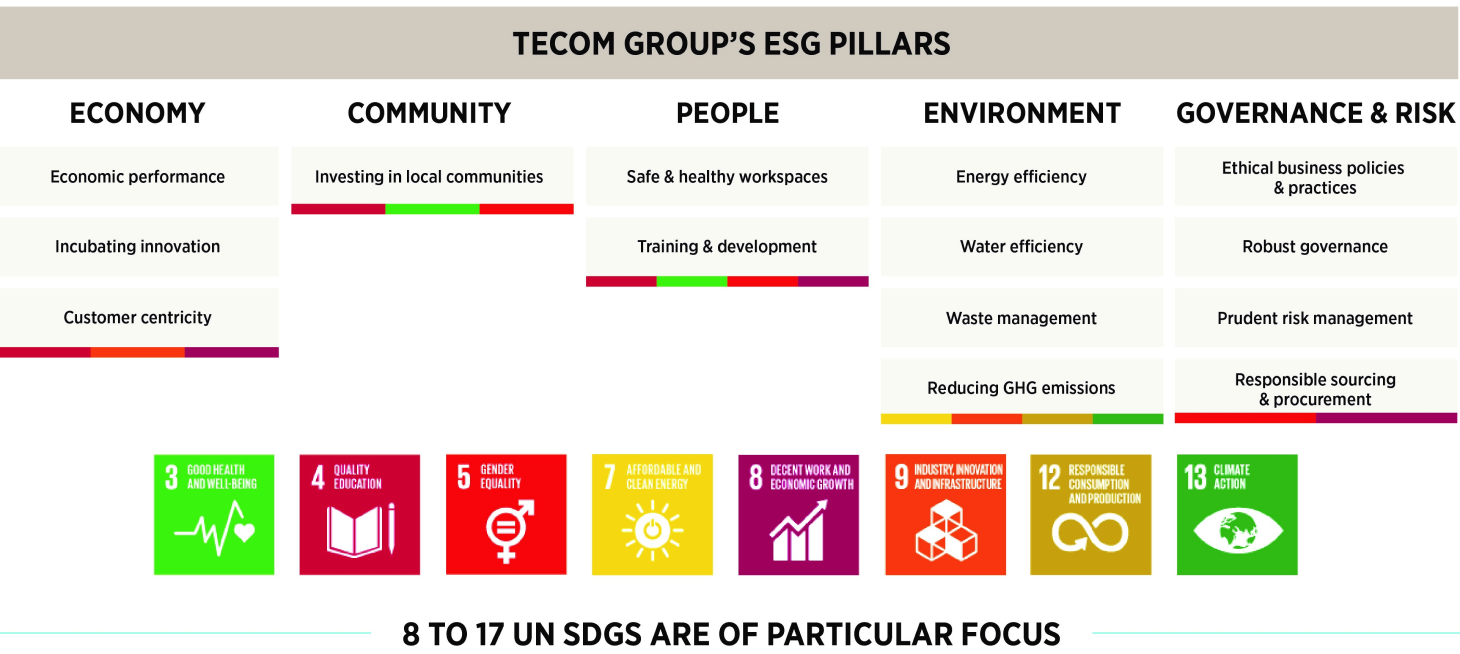 TECOM GROUP'S ESG PILLARS
ECONOMY
Economic performance
Incubating innovation
Customer centricity
COMMUNITY
Investing in local communities
PEOPLE
Safe & healthy workspaces
Training & development
ENVIRONMENT
Energy efficiency
Water efficiency
Waste management
Reducing GHG emissions
GOVERNANCE & RISK
Ethical business policies
& practices
Robust governance
Prudent risk management
Responsible sourcing
& procurement
3 GOOD HEALTH
AND WELL-BEING
4 QUALITY
EDUCATION
5 GENDER
EQUALITY
7 AFFORDABLE AND
CLEAN ENERGY
8 DECENT WORK AND
ECONOMIC GROWTH
9 INDUSTRY, INNOVATION
AND INFRASTRUCTURE
12 RESPONSIBLE
CONSUMPTION
AND PRODUCTION
13 CLIMATE
ACTION
8 TO 17 UN SDGS ARE OF PARTICULAR FOCUS